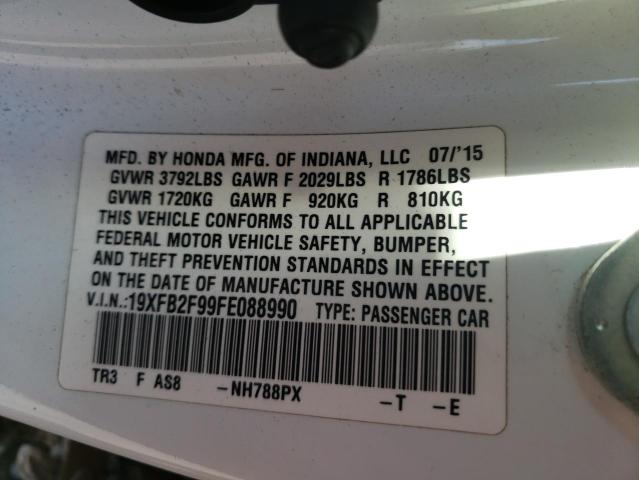 MFD. BY HONDA MFG. OF INDIANA, LLC 07/'15
GVWR 3792LBS GAWR F 2029LBS R 1786LBS
GVWR 1720KG GAWR F 920KG R 810KG
THIS VEHICLE CONFORMS TO ALL APPLICABLE
FEDERAL MOTOR VEHICLE SAFETY, BUMPER,
AND THEFT PREVENTION STANDARDS IN EFFECT
ON THE DATE OF MANUFACTURE SHOWN ABOVE.
V.I.N.:19XFB2F99FE088990 TYPE: PASSENGER CAR
TR3 F AS8 -NH788PX -T -E